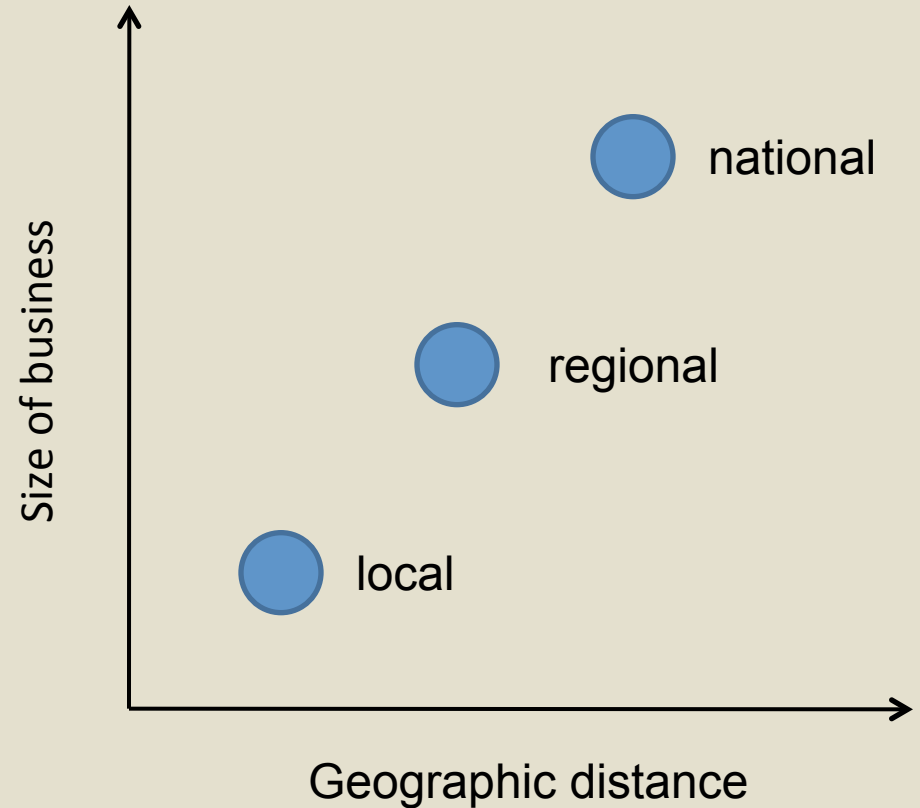 national
regional
local
Size of business
Geographic distance